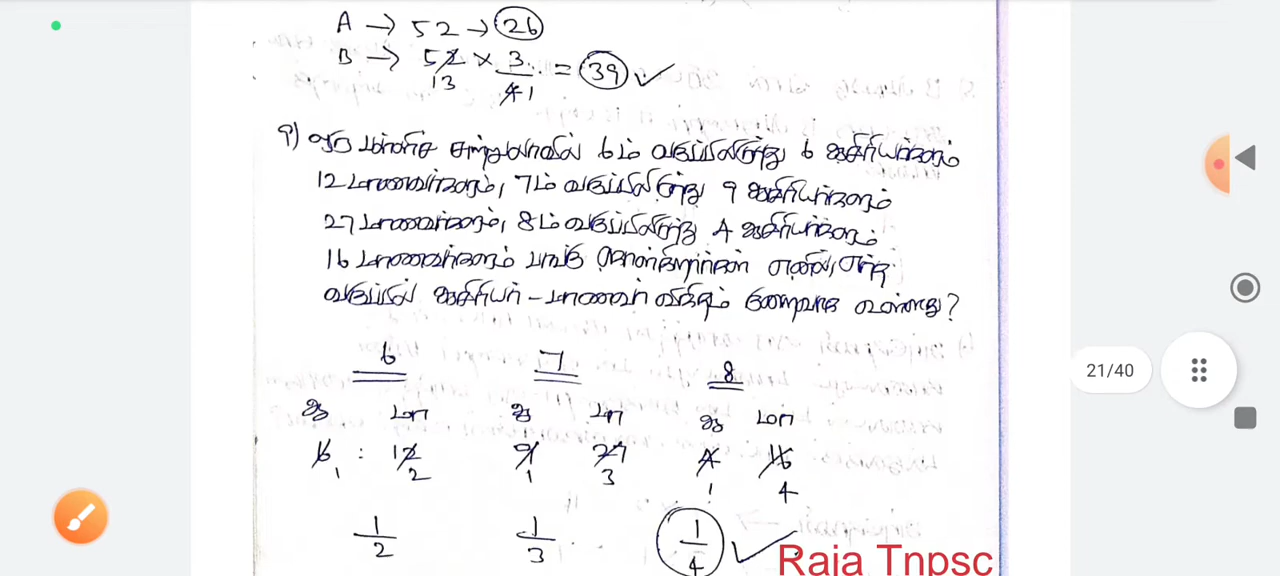 A → 52 → 26
B → 52 × 3/4 = 39 ✓
13 1
9) ஒரு பள்ளிச் சுற்றுலாவில் 6ம் வகுப்பிலிருந்து 6 ஆசிரியர்களும்
12 மாணவர்களும், 7ம் வகுப்பிலிருந்து 9 ஆசிரியர்களும்
27 மாணவர்களும், 8ம் வகுப்பிலிருந்து 4 ஆசிரியர்களும்
16 மாணவர்களும் பங்கு கொள்கிறார்கள் எனில், எந்த
வகுப்பில் ஆசிரியர் - மாணவர் விகிதம் குறைவாக உள்ளது?
6 7 8
ஆ மா ஆ மா ஆ மா
6 : 12 9 27 4 16
1 2 1 3 1 4
1/2 1/3 1/4 ✓
Raja Tnpsc
21/40